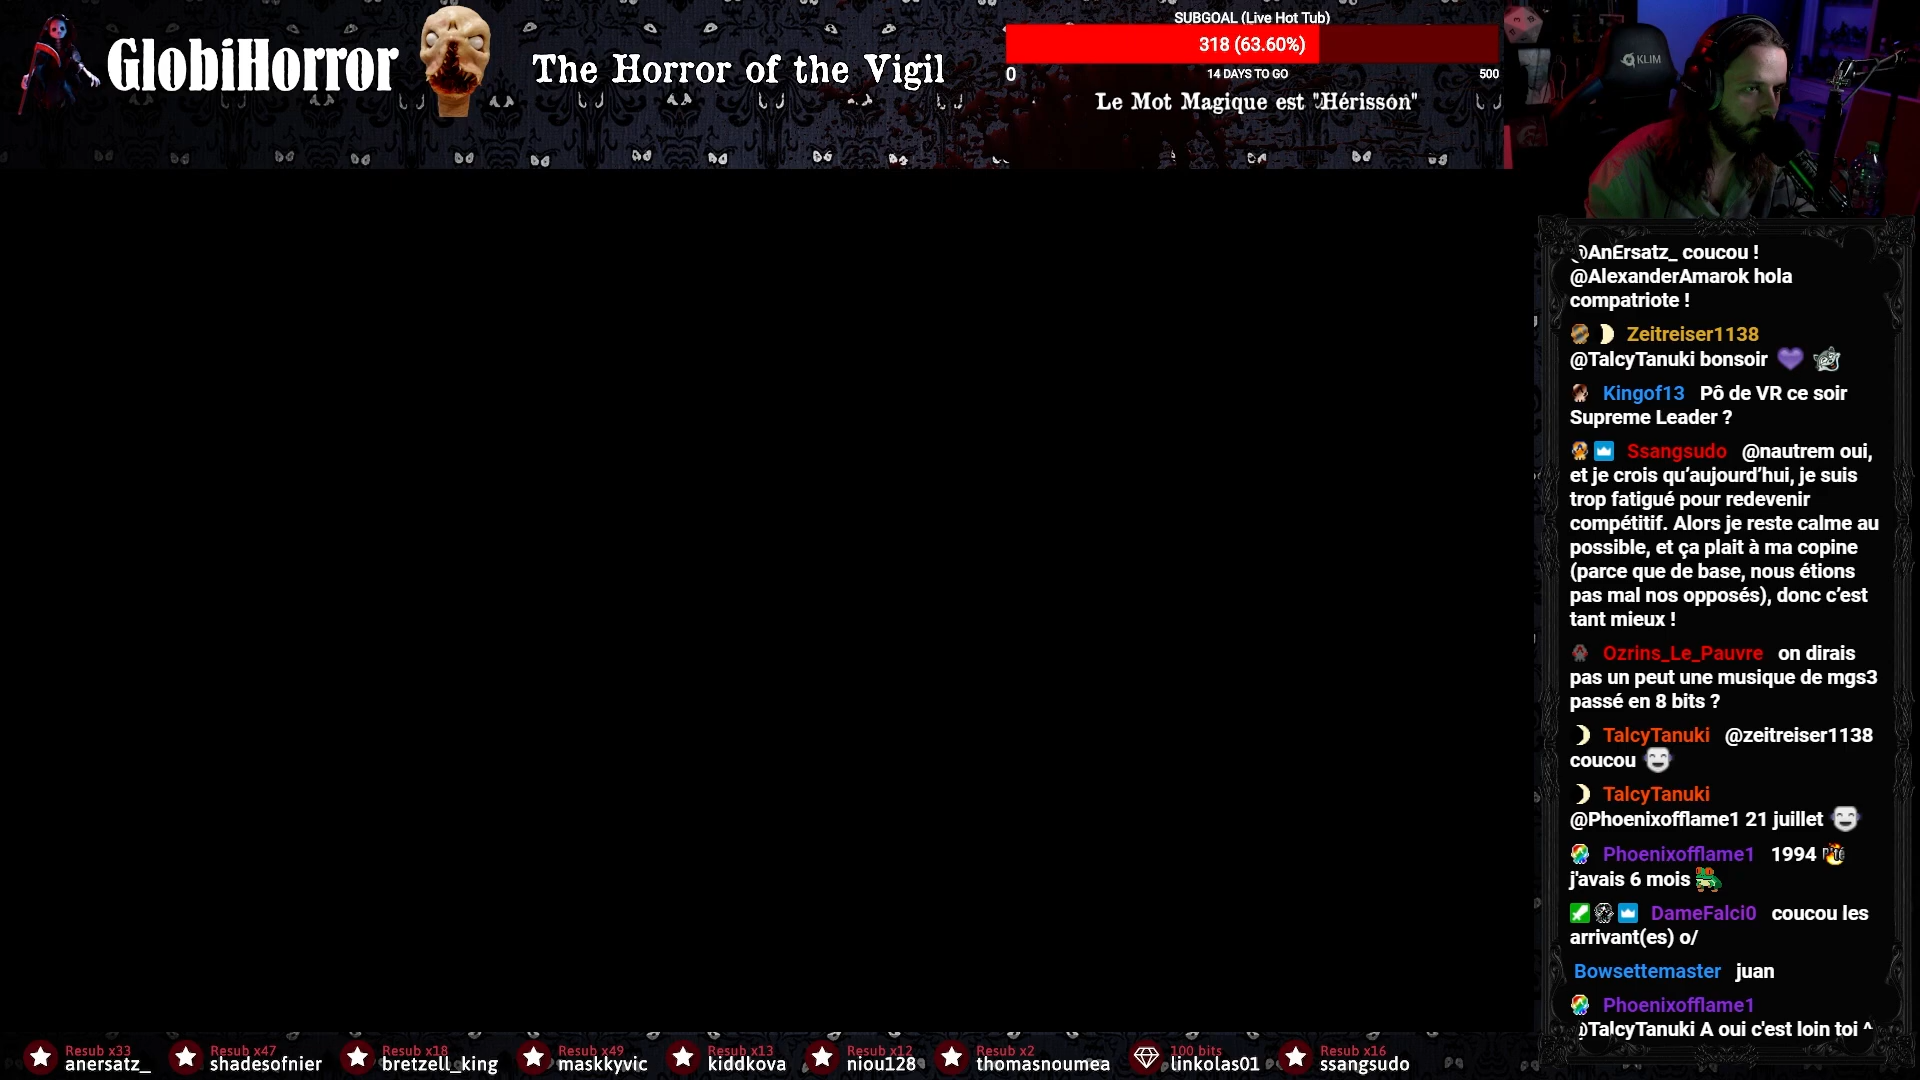 GlobiHorror
The Horror of the Vigil
SUBGOAL (Live Hot Tub)
318 (63.60%)
0
14 DAYS TO GO
500
Le Mot Magique est "Hérisson"
KLIM
@AnErsatz_ coucou !
@AlexanderAmarok hola
compatriote !
Zeitreiser1138
@TalcyTanuki bonsoir
Kingof13 Pô de VR ce soir
Supreme Leader ?
Ssangsudo @nautrem oui,
et je crois qu’aujourd’hui, je suis
trop fatigué pour redevenir
compétitif. Alors je reste calme au
possible, et ça plait à ma copine
(parce que de base, nous étions
pas mal nos opposés), donc c’est
tant mieux !
Ozrins_Le_Pauvre on dirais
pas un peut une musique de mgs3
passé en 8 bits ?
TalcyTanuki @zeitreiser1138
coucou
TalcyTanuki
@Phoenixofflame1 21 juillet
Phoenixofflame1 1994
j'avais 6 mois
DameFalci0 coucou les
arrivant(es) o/
Bowsettemaster juan
Phoenixofflame1
@TalcyTanuki A oui c'est loin toi ^
Resub x33
anersatz_
Resub x47
shadesofnier
Resub x18
bretzell_king
Resub x49
maskkyvic
Resub x13
kiddkova
Resub x12
niou128
Resub x2
thomasnoumea
100 bits
linkolas01
Resub x16
ssangsudo